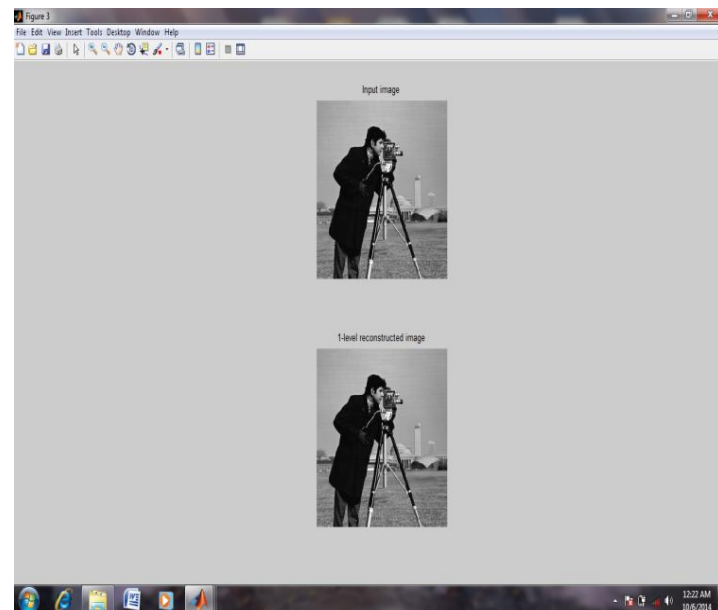 Figure 3
File Edit View Insert Tools Desktop Window Help
Input image
1-level reconstructed image
12:22 AM
10/6/2014